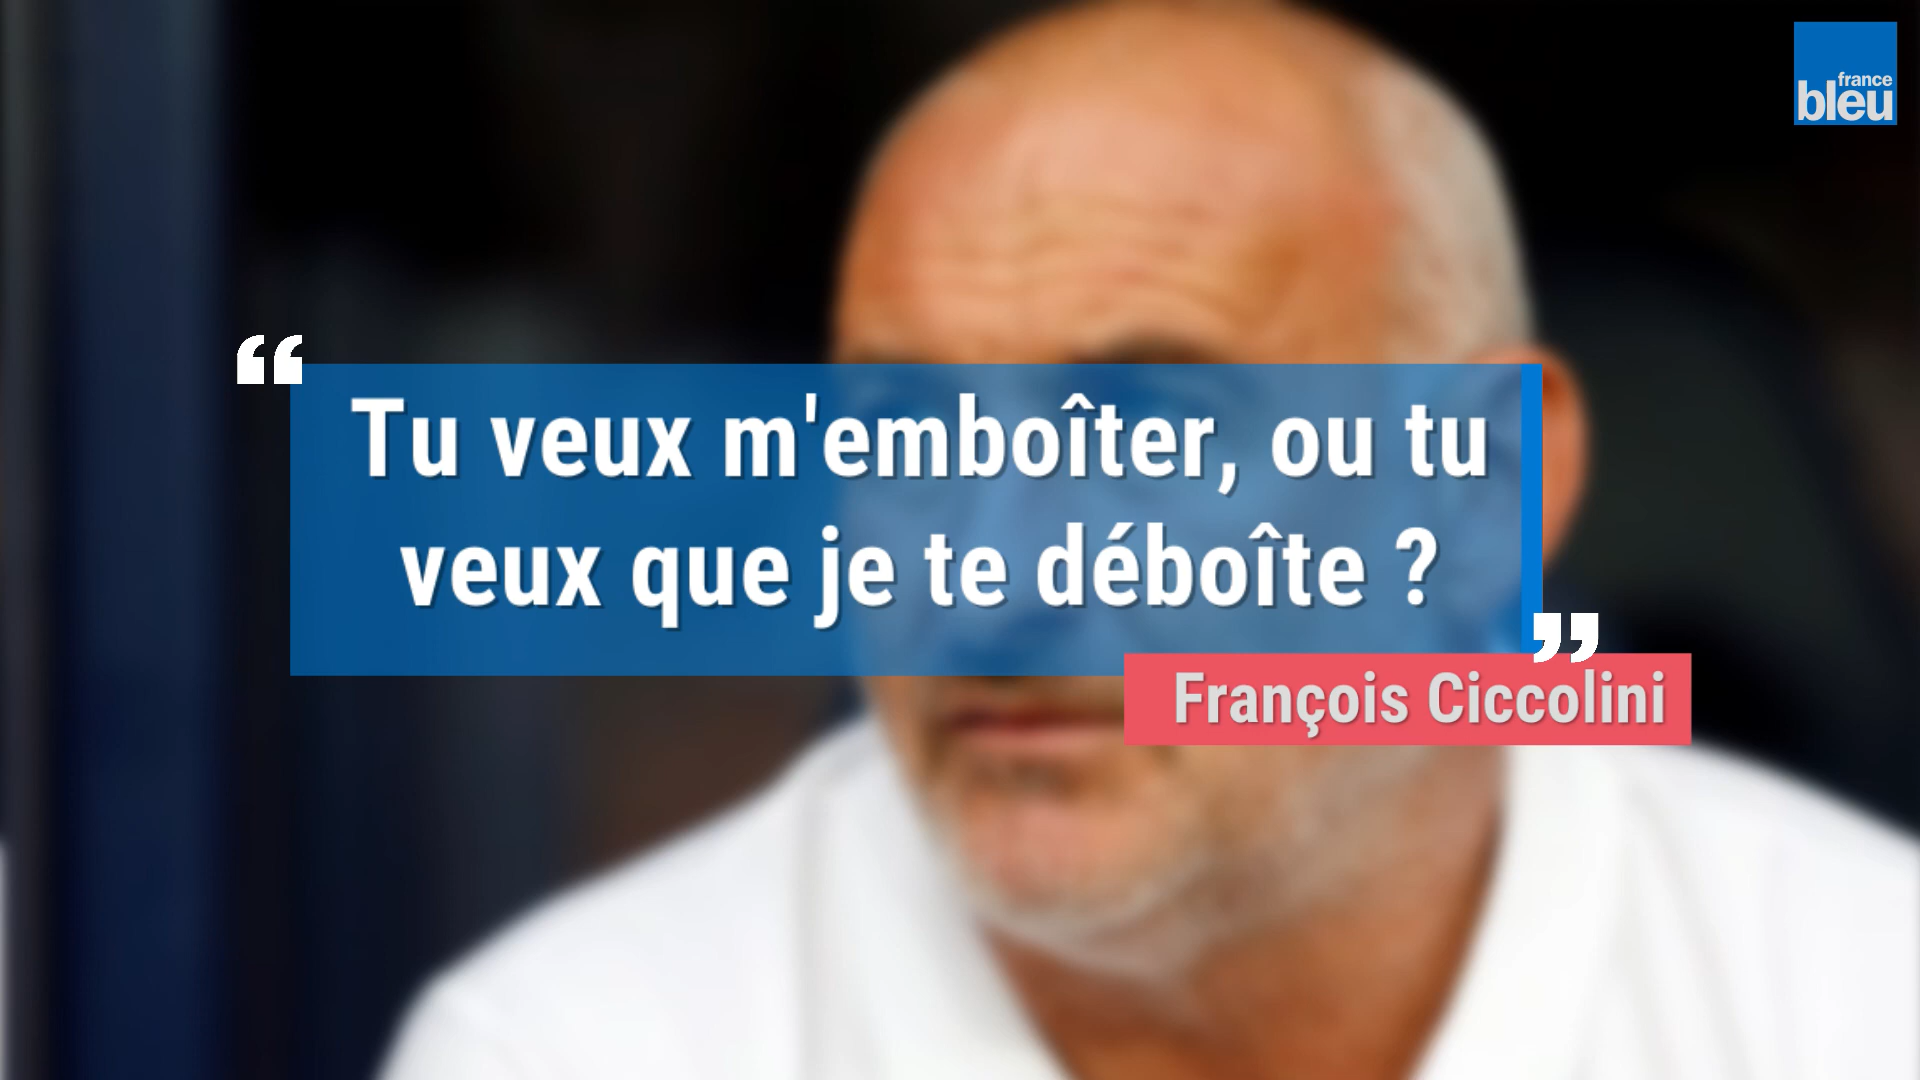 france
bleu
“
Tu veux m'emboîter, ou tu
veux que je te déboîte ?
”
François Ciccolini